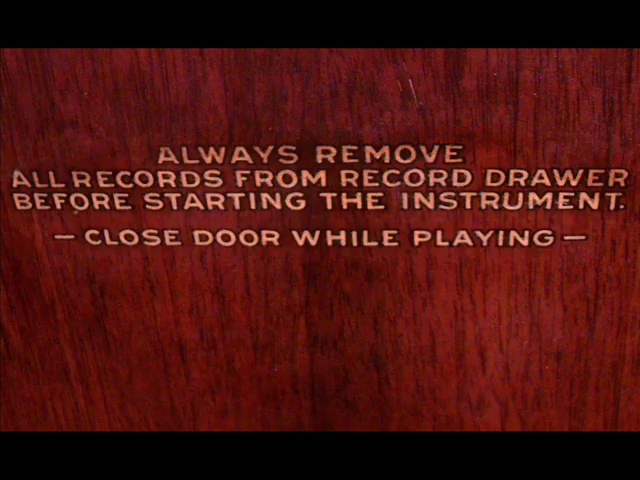 ALWAYS REMOVE
ALL RECORDS FROM RECORD DRAWER
BEFORE STARTING THE INSTRUMENT.
— CLOSE DOOR WHILE PLAYING —